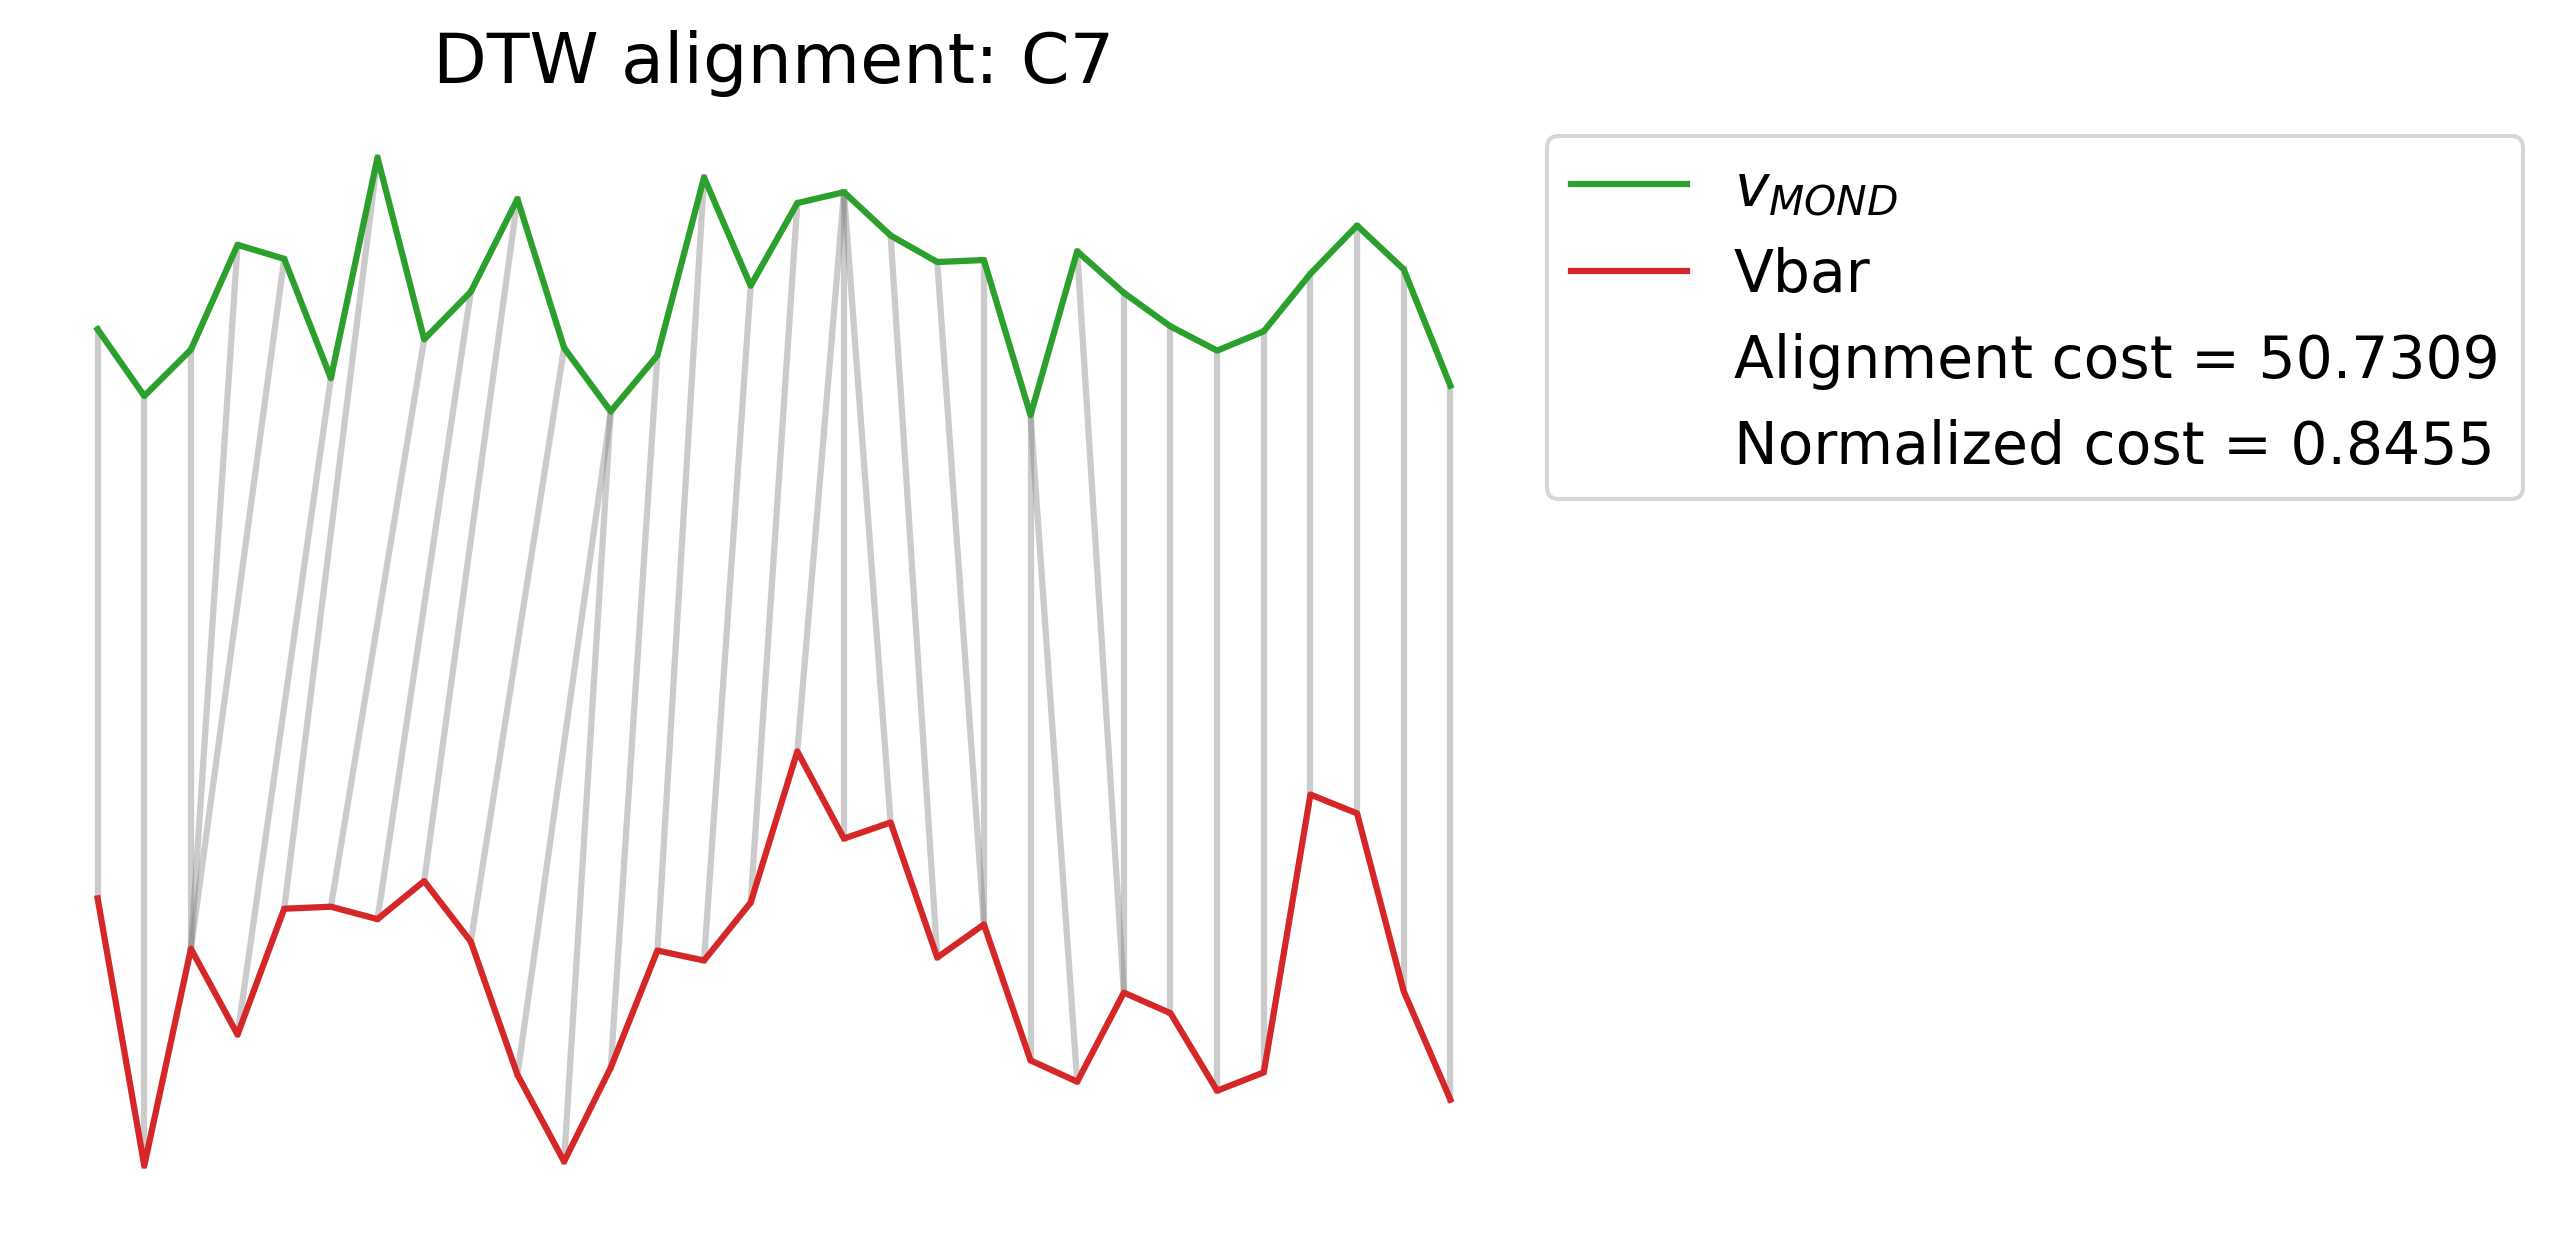 DTW alignment: C7
v_MOND
Vbar
Alignment cost = 50.7309
Normalized cost = 0.8455